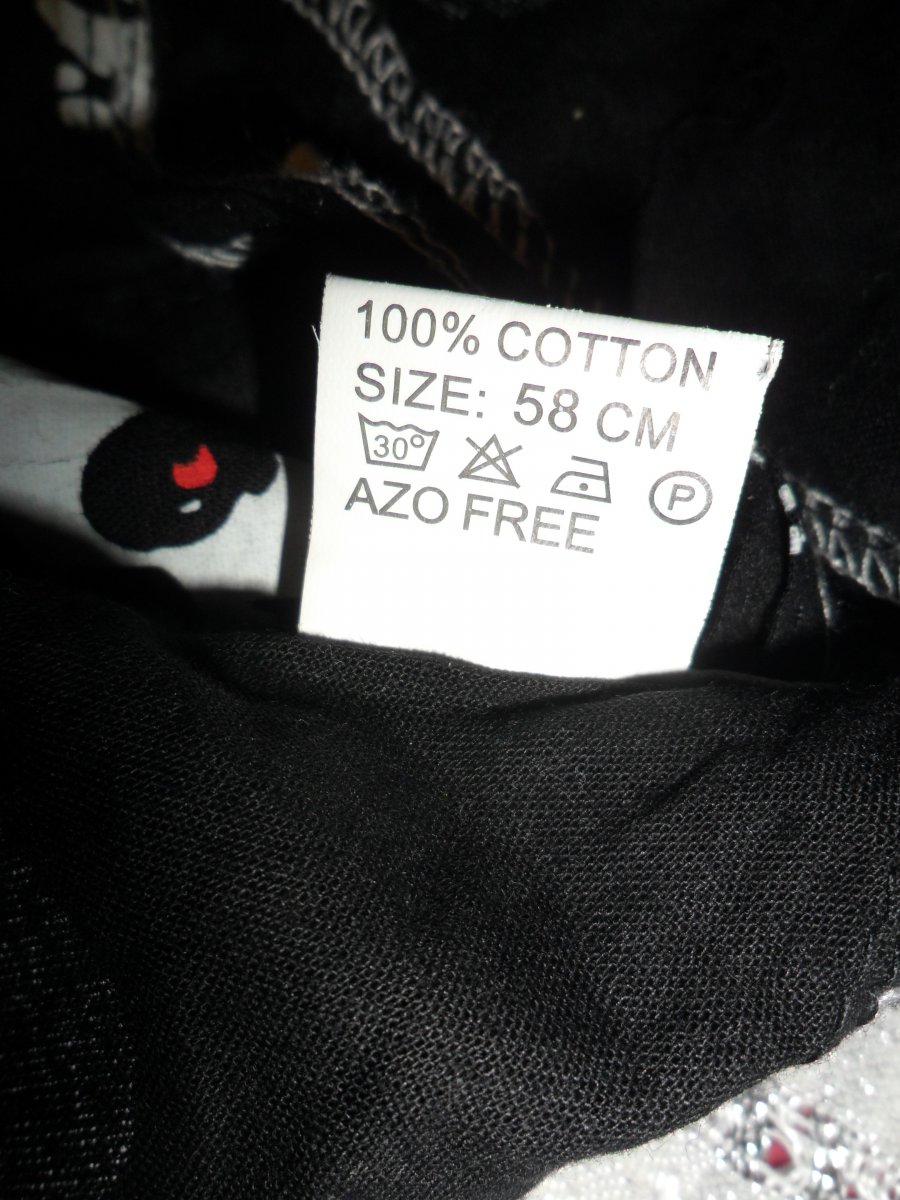 100% COTTON
SIZE: 58 CM
30° P
AZO FREE